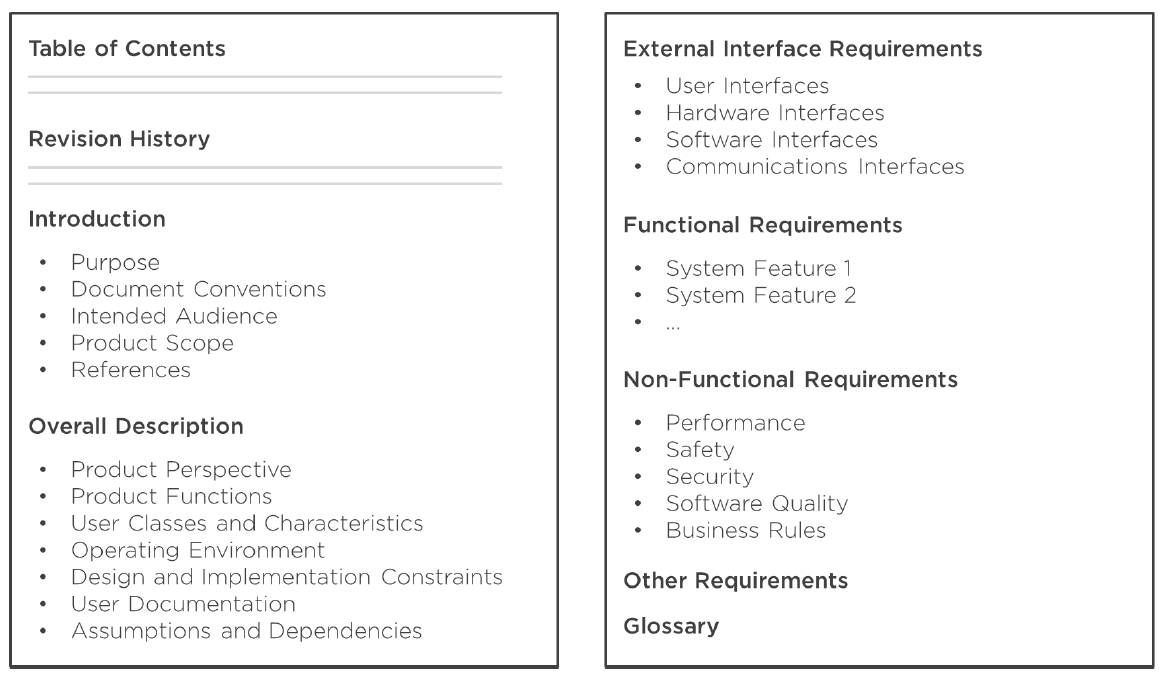 Table of Contents
Revision History
Introduction
• Purpose
• Document Conventions
• Intended Audience
• Product Scope
• References
Overall Description
• Product Perspective
• Product Functions
• User Classes and Characteristics
• Operating Environment
• Design and Implementation Constraints
• User Documentation
• Assumptions and Dependencies
External Interface Requirements
• User Interfaces
• Hardware Interfaces
• Software Interfaces
• Communications Interfaces
Functional Requirements
• System Feature 1
• System Feature 2
• ...
Non-Functional Requirements
• Performance
• Safety
• Security
• Software Quality
• Business Rules
Other Requirements
Glossary